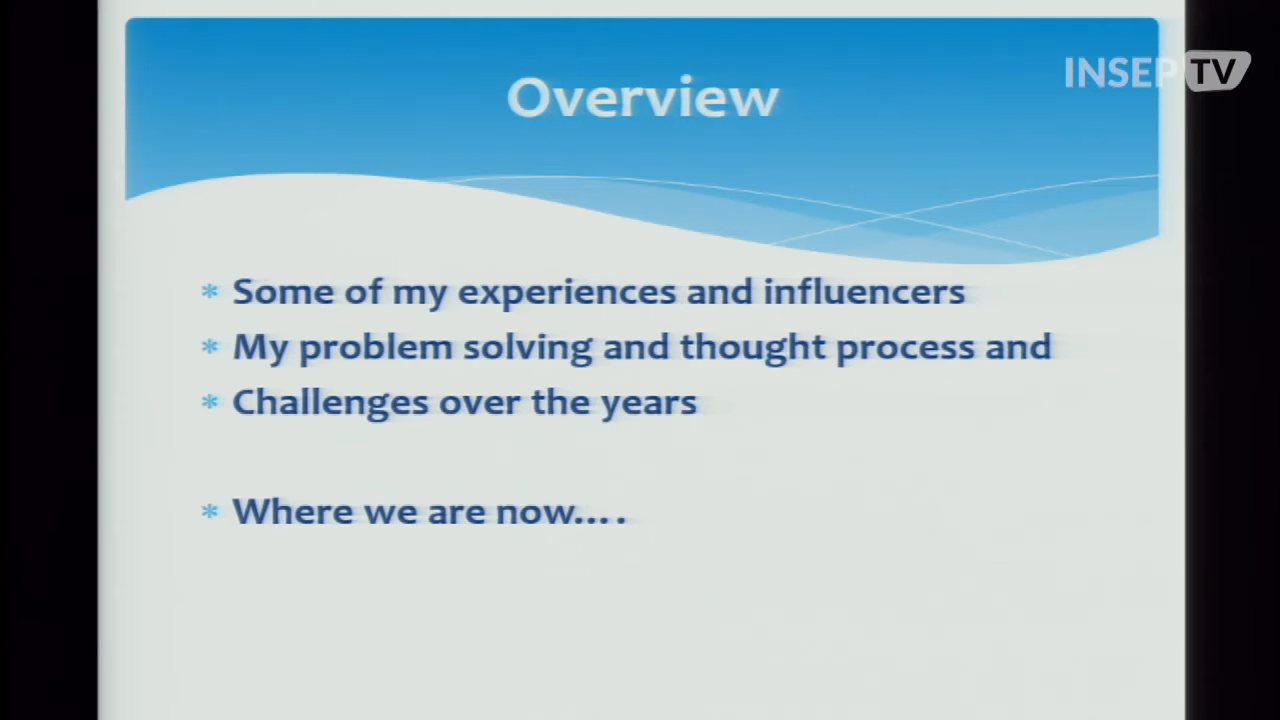 INSEP TV
Overview
* Some of my experiences and influencers
* My problem solving and thought process and
* Challenges over the years
* Where we are now....